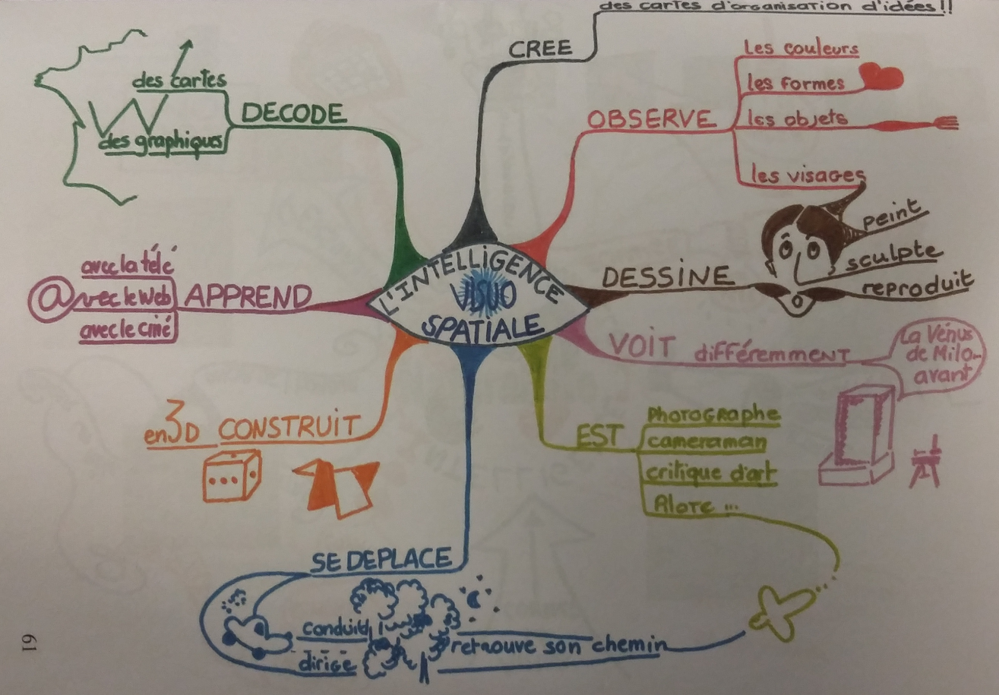 L'INTELLIGENCE
VISUO
SPATIALE
CREE
des cartes d'organisation d'idées !!
OBSERVE
Les couleurs
les formes
les objets
les visages
DESSINE
peint
sculpte
reproduit
VOIT différemment
La Vénus
de Milo
avant
EST
PHOTOGRAPHE
cameraman
critique d'art
Pilote ...
SE DEPLACE
conduit
dirige
retrouve son chemin
en 3D CONSTRUIT
APPREND
avec la télé
@vec le Web
avec le ciné
DECODE
des cartes
des graphiques
61